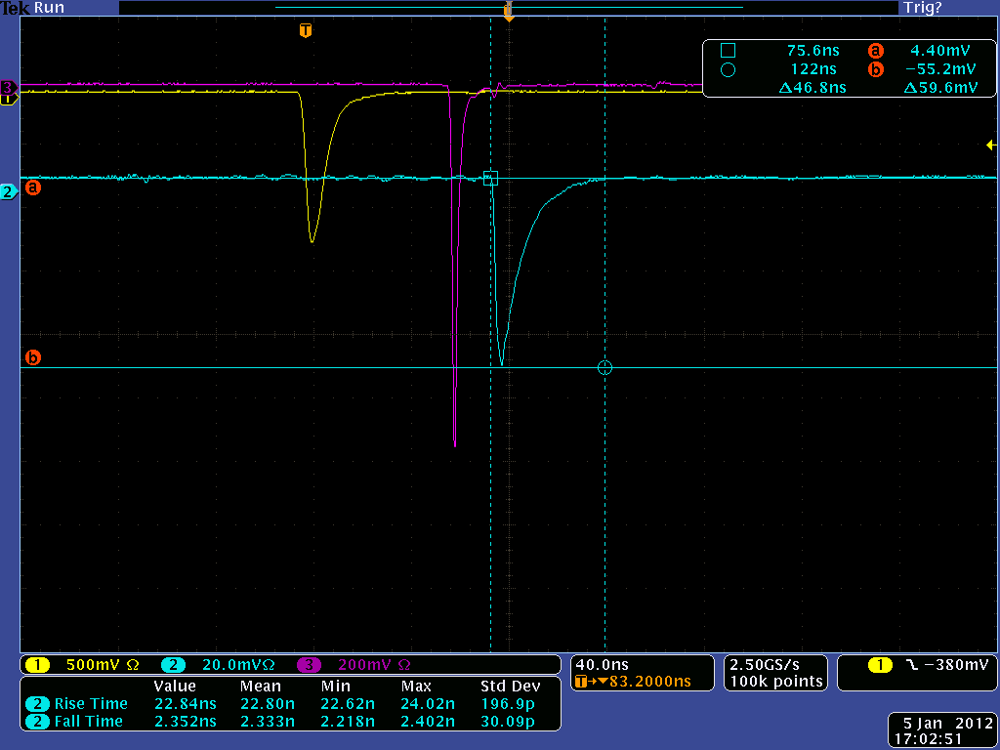 Tek Run Trig?
T
75.6ns a 4.40mV
122ns b −55.2mV
Δ46.8ns Δ59.6mV
3
1
2 a
b
1 500mV Ω 2 20.0mVΩ 3 200mV Ω
40.0ns
T→▼83.2000ns
2.50GS/s
100k points
1 ∖ −380mV
Value Mean Min Max Std Dev
2 Rise Time 22.84ns 22.80n 22.62n 24.02n 196.9p
2 Fall Time 2.352ns 2.333n 2.218n 2.402n 30.09p
5 Jan 2012
17:02:51